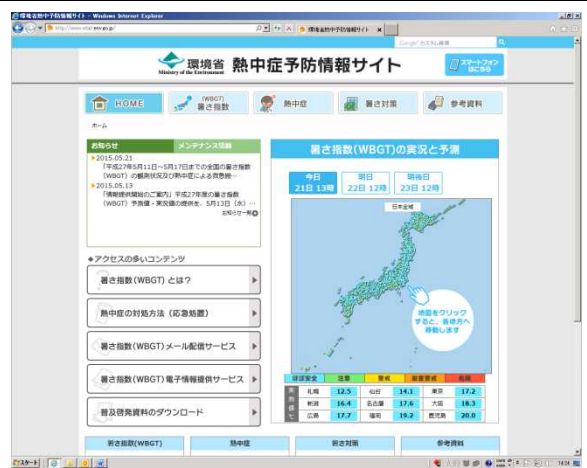 環境省熱中症予防情報サイト - Windows Internet Explorer
環境省熱中症予防情報サイト
環境省
Ministry of the Environment
熱中症予防情報サイト
スマートフォン
はこちら
HOME
(WBGT)
暑さ指数
熱中症
暑さ対策
参考資料
ホーム
お知らせ
メンテナンス情報
2015.05.21
「平成27年5月11日～5月17日までの全国の暑さ指数
(WBGT) の観測状況及び熱中症による救急搬…
2015.05.13
「情報提供開始のご案内」平成27年度の暑さ指数
(WBGT) 予測値・実況値の提供を、5月13日（水）…
お知らせ一覧
◆アクセスの多いコンテンツ
暑さ指数(WBGT) とは？
熱中症の対処方法（応急処置）
暑さ指数(WBGT)メール配信サービス
暑さ指数(WBGT)電子情報提供サービス
普及啓発資料のダウンロード
暑さ指数(WBGT)の実況と予測
今日
21日 13時
明日
22日 12時
明後日
23日 12時
日本全域
地図をクリック
すると、各地方へ
移動します
ほぼ安全 注意 警戒 厳重警戒 危険
札幌 12.5 仙台 14.1 東京 17.2
新潟 16.4 名古屋 17.6 大阪 18.3
広島 17.7 福岡 19.2 鹿児島 20.0
暑さ指数(WBGT)
熱中症
暑さ対策
参考資料
スタート
14:24